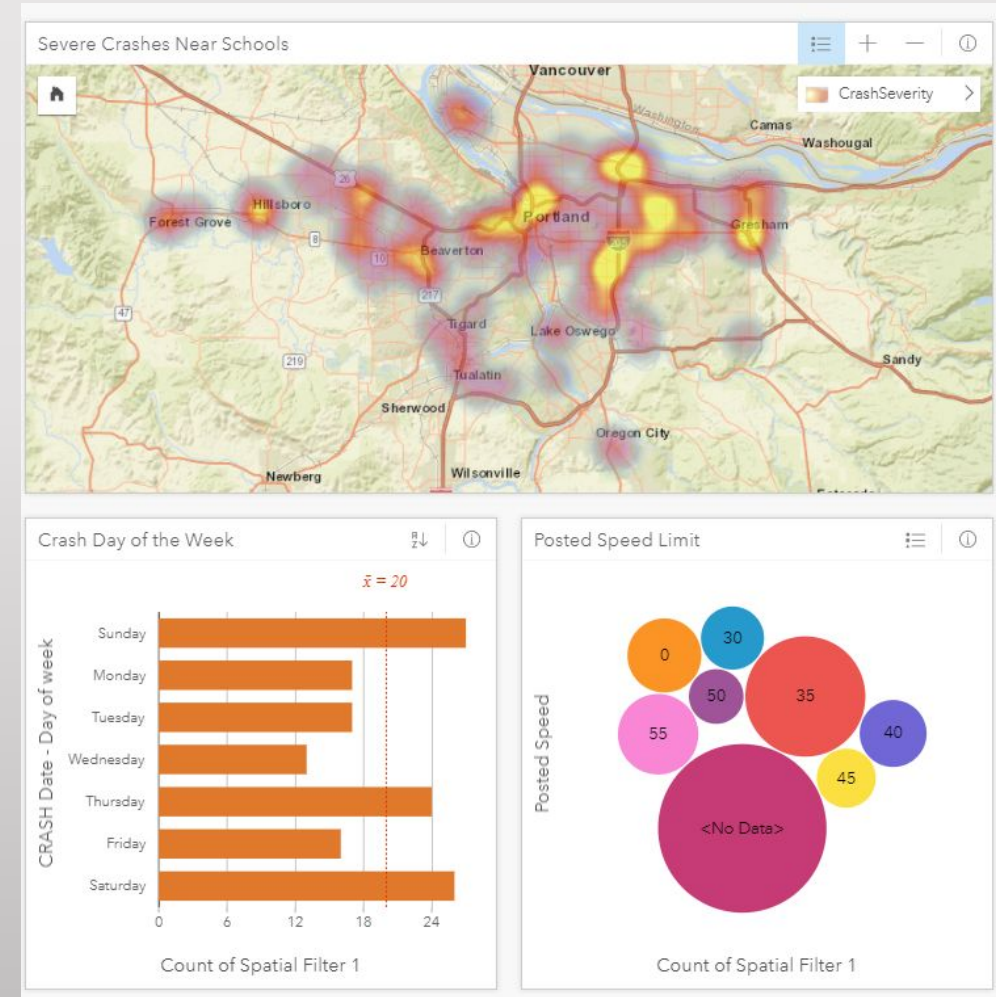 Severe Crashes Near Schools
CrashSeverity
Vancouver
Washington
Camas
Washougal
26
Hillsboro
Forest Grove
Portland
Gresham
8
Beaverton
10
205
217
47
Tigard
Lake Oswego
219
Sandy
Tualatin
Sherwood
Oregon City
Newberg
Wilsonville
Crash Day of the Week
x̄ = 20
CRASH Date - Day of week
Sunday
Monday
Tuesday
Wednesday
Thursday
Friday
Saturday
0 6 12 18 24
Count of Spatial Filter 1
Posted Speed Limit
Posted Speed
30
0
50
35
55
40
45
<No Data>
Count of Spatial Filter 1